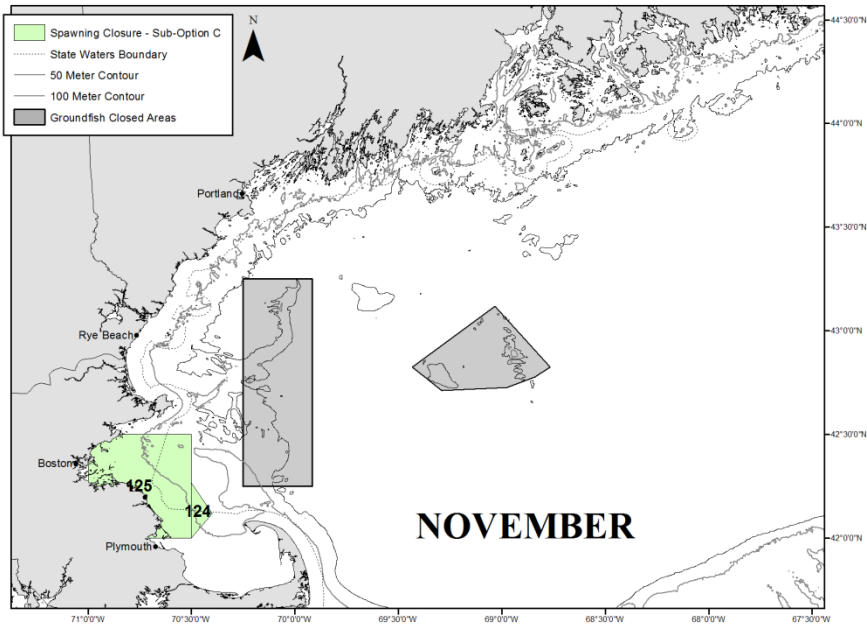 Spawning Closure - Sub-Option C
State Waters Boundary
50 Meter Contour
100 Meter Contour
Groundfish Closed Areas
N
44°30'0"N
44°0'0"N
Portland
43°30'0"N
Rye Beach
43°0'0"N
42°30'0"N
Boston
125
124
NOVEMBER
42°0'0"N
Plymouth
71°0'0"W
70°30'0"W
70°0'0"W
69°30'0"W
69°0'0"W
68°30'0"W
68°0'0"W
67°30'0"W